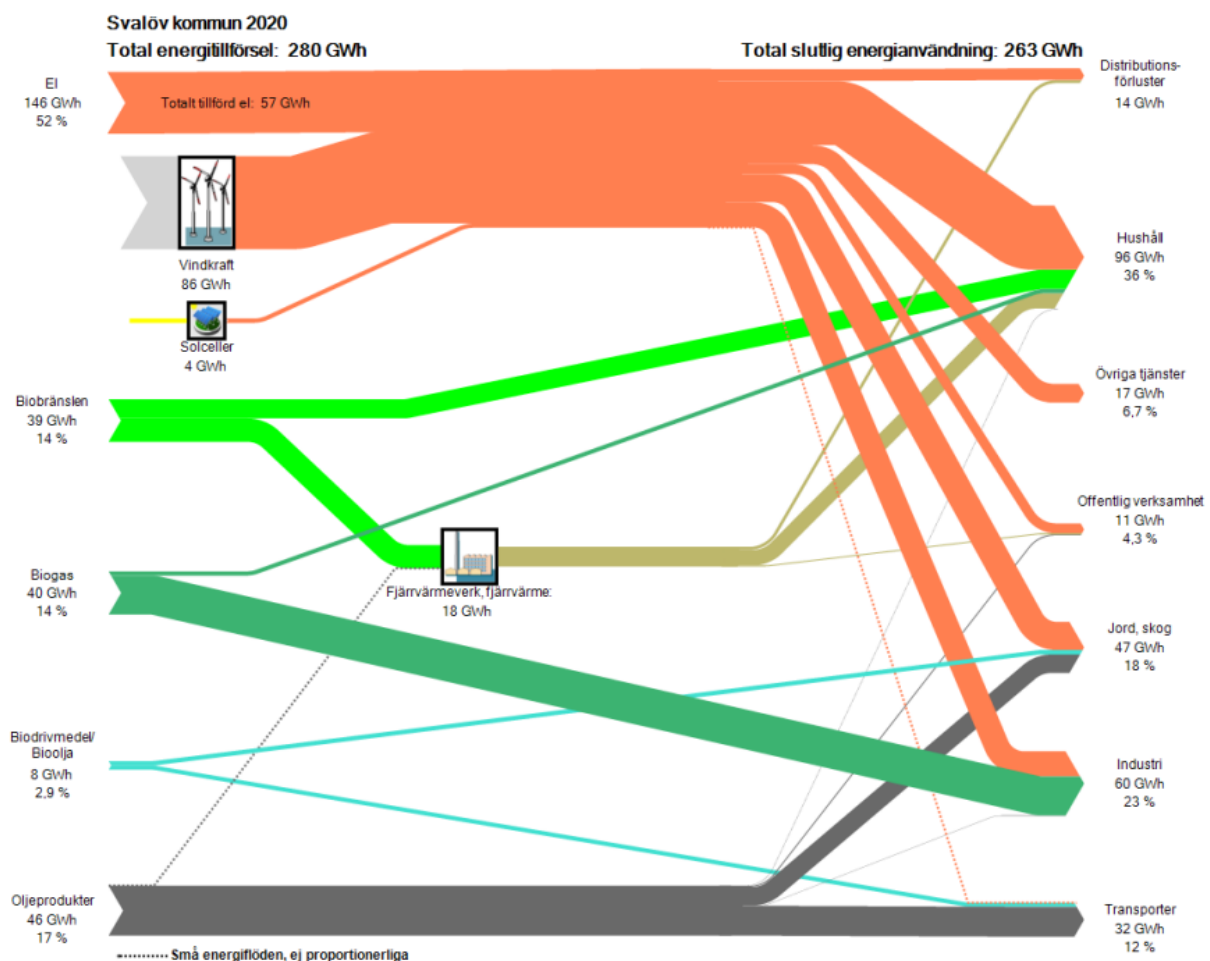 Svalöv kommun 2020
Total energitillförsel: 280 GWh
Total slutlig energianvändning: 263 GWh
El
146 GWh
52 %
Totalt tillförd el: 57 GWh
Distributions-
förluster
14 GWh
Vindkraft
86 GWh
Hushåll
96 GWh
36 %
Solceller
4 GWh
Biobränslen
39 GWh
14 %
Övriga tjänster
17 GWh
6,7 %
Offentlig verksamhet
11 GWh
4,3 %
Biogas
40 GWh
14 %
Fjärrvärmeverk, fjärrvärme:
18 GWh
Jord, skog
47 GWh
18 %
Biodrivmedel/
Bioolja
8 GWh
2,9 %
Industri
60 GWh
23 %
Oljeprodukter
46 GWh
17 %
Transporter
32 GWh
12 %
Små energiflöden, ej proportionerliga